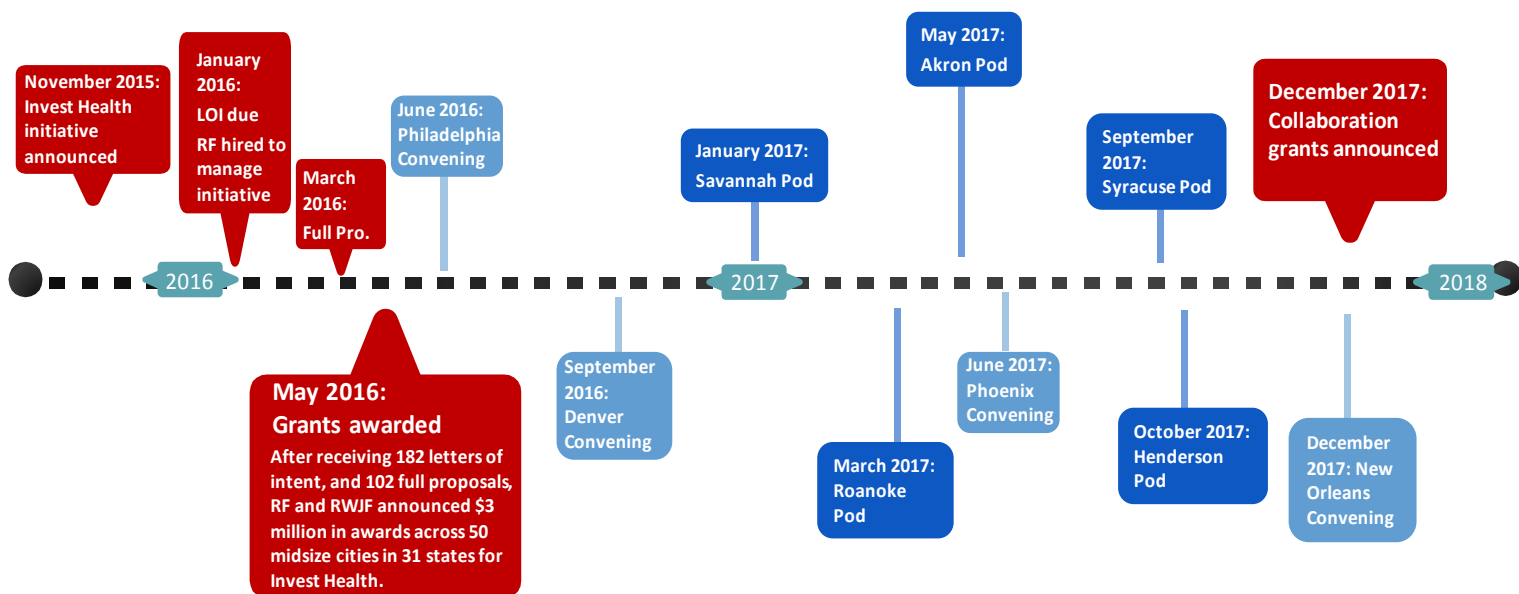 November 2015:
Invest Health
initiative
announced
January
2016:
LOI due
RF hired to
manage
initiative
March
2016:
Full Pro.
June 2016:
Philadelphia
Convening
January 2017:
Savannah Pod
May 2017:
Akron Pod
September
2017:
Syracuse Pod
December 2017:
Collaboration
grants announced
2016
2017
2018
May 2016:
Grants awarded
After receiving 182 letters of
intent, and 102 full proposals,
RF and RWJF announced $3
million in awards across 50
midsize cities in 31 states for
Invest Health.
September
2016:
Denver
Convening
March 2017:
Roanoke
Pod
June 2017:
Phoenix
Convening
October 2017:
Henderson
Pod
December
2017: New
Orleans
Convening